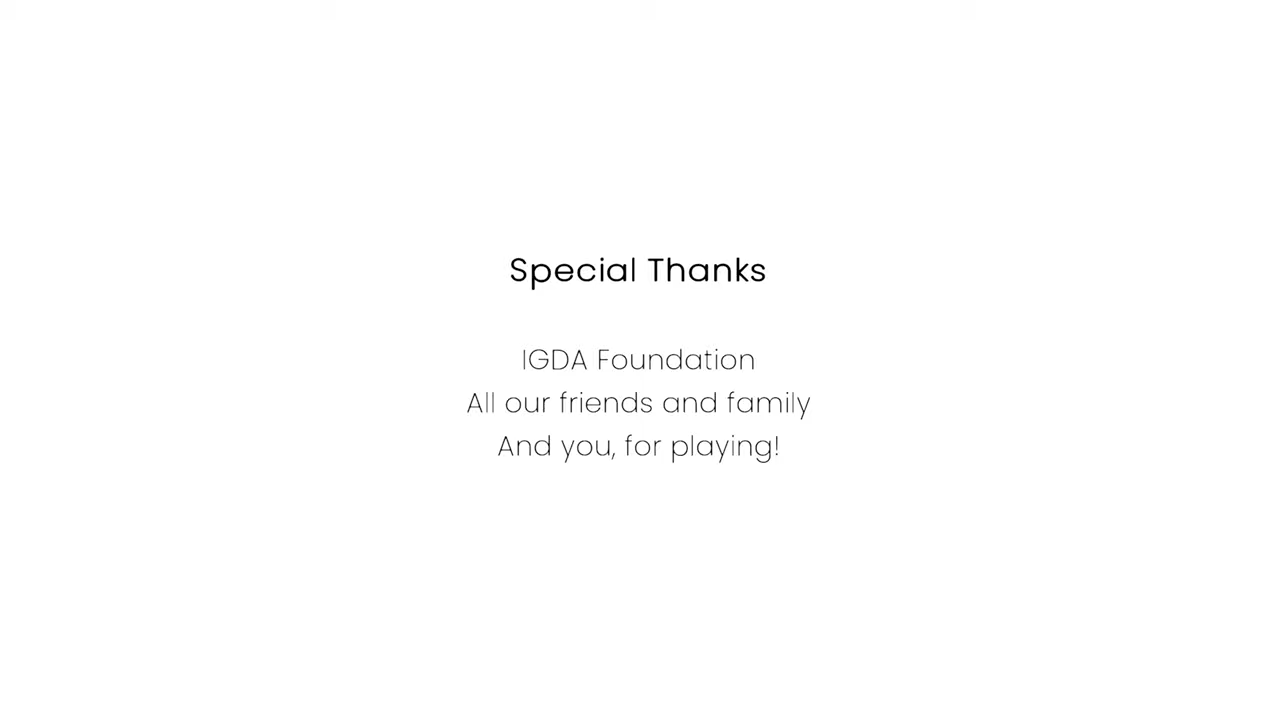 Special Thanks
IGDA Foundation
All our friends and family
And you, for playing!